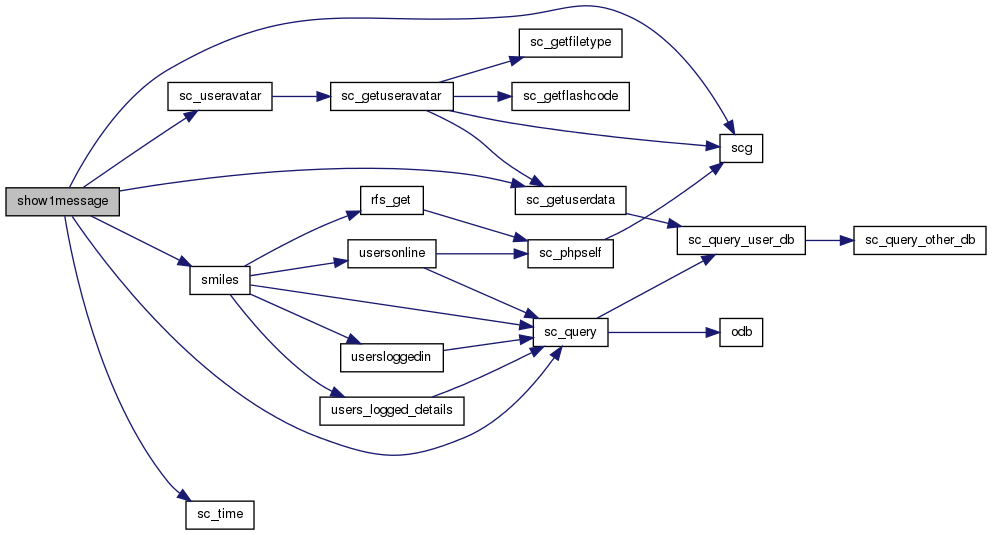 show1message
sc_useravatar
smiles
sc_time
sc_getuseravatar
rfs_get
usersonline
usersloggedin
users_logged_details
sc_getfiletype
sc_getflashcode
sc_getuserdata
sc_phpself
sc_query
scg
sc_query_user_db
odb
sc_query_other_db